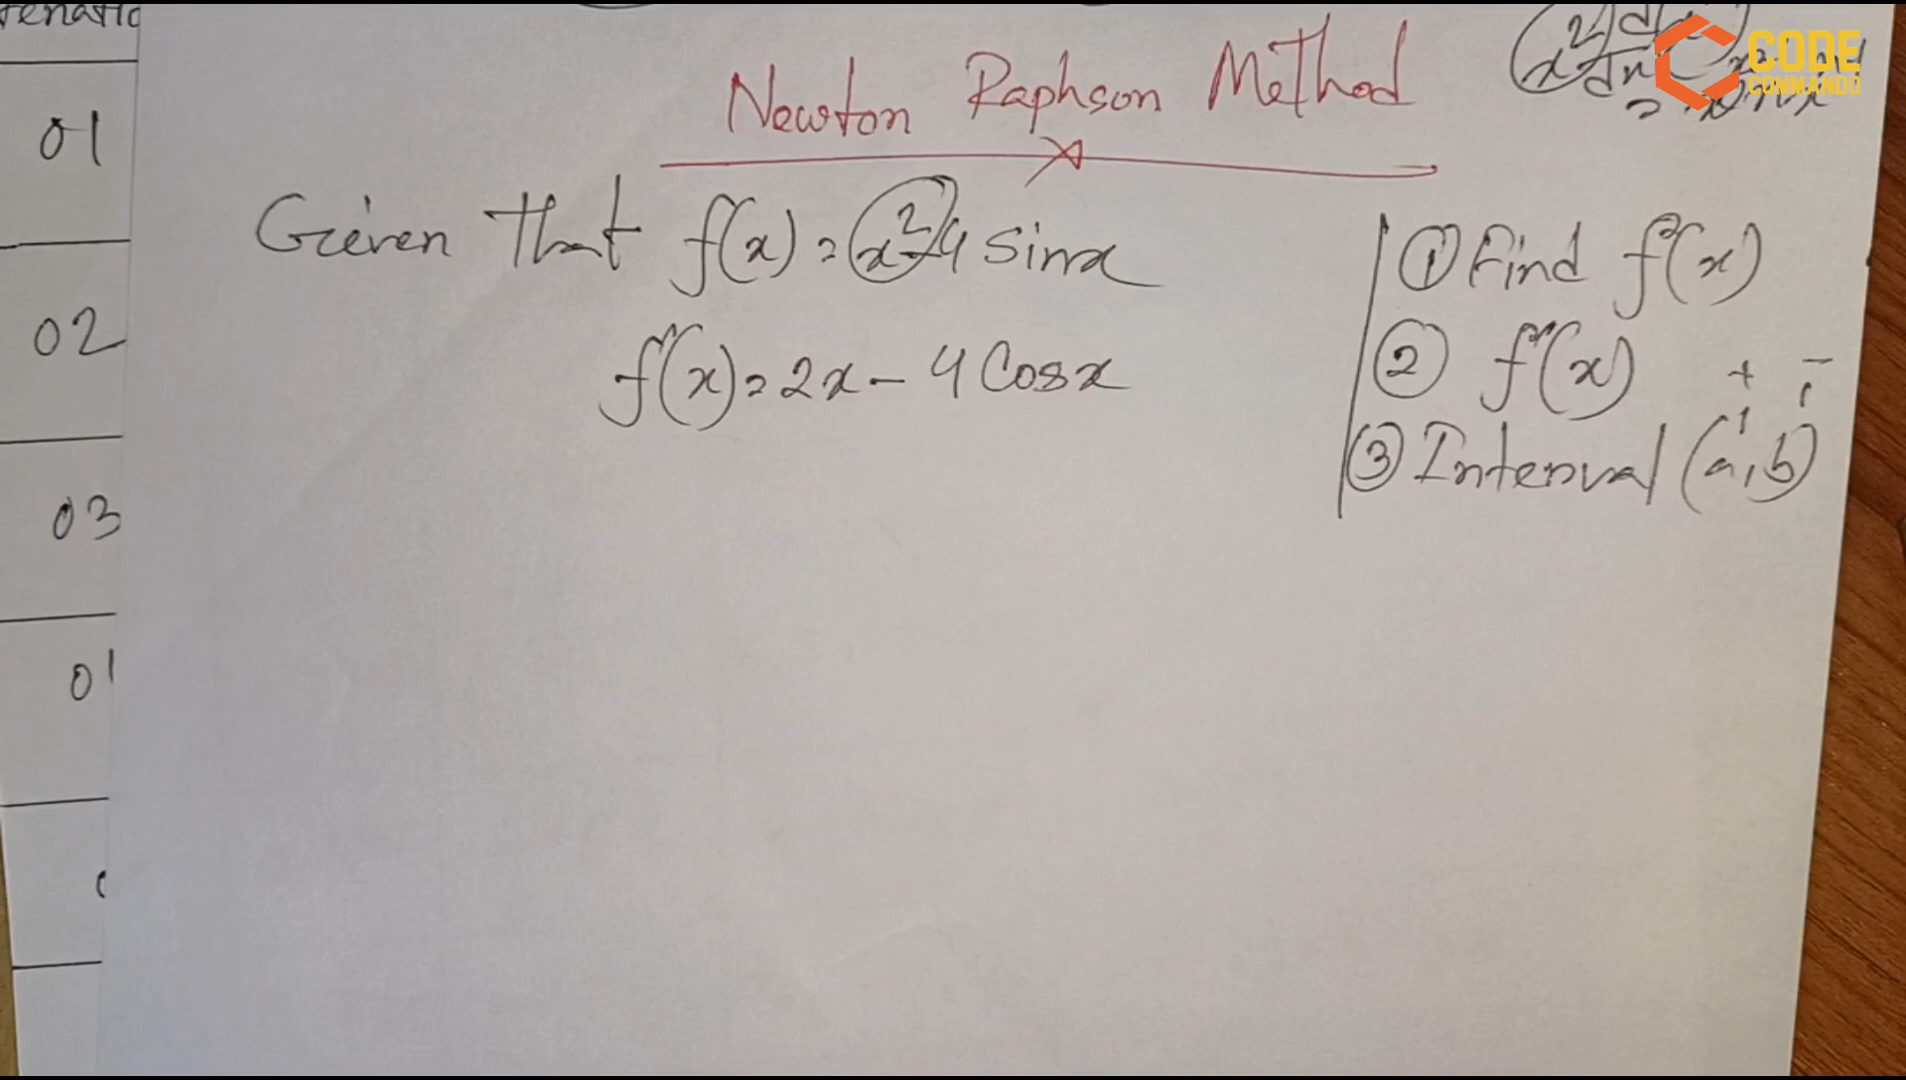 Newton Raphson Method
CODE
COMMANDO
Given That f(x) = x² - 4 sinx
f'(x) = 2x - 4 Cosx
① Find f(x)
② f'(x) + -
③ Interval (a, b)
01
02
03
01